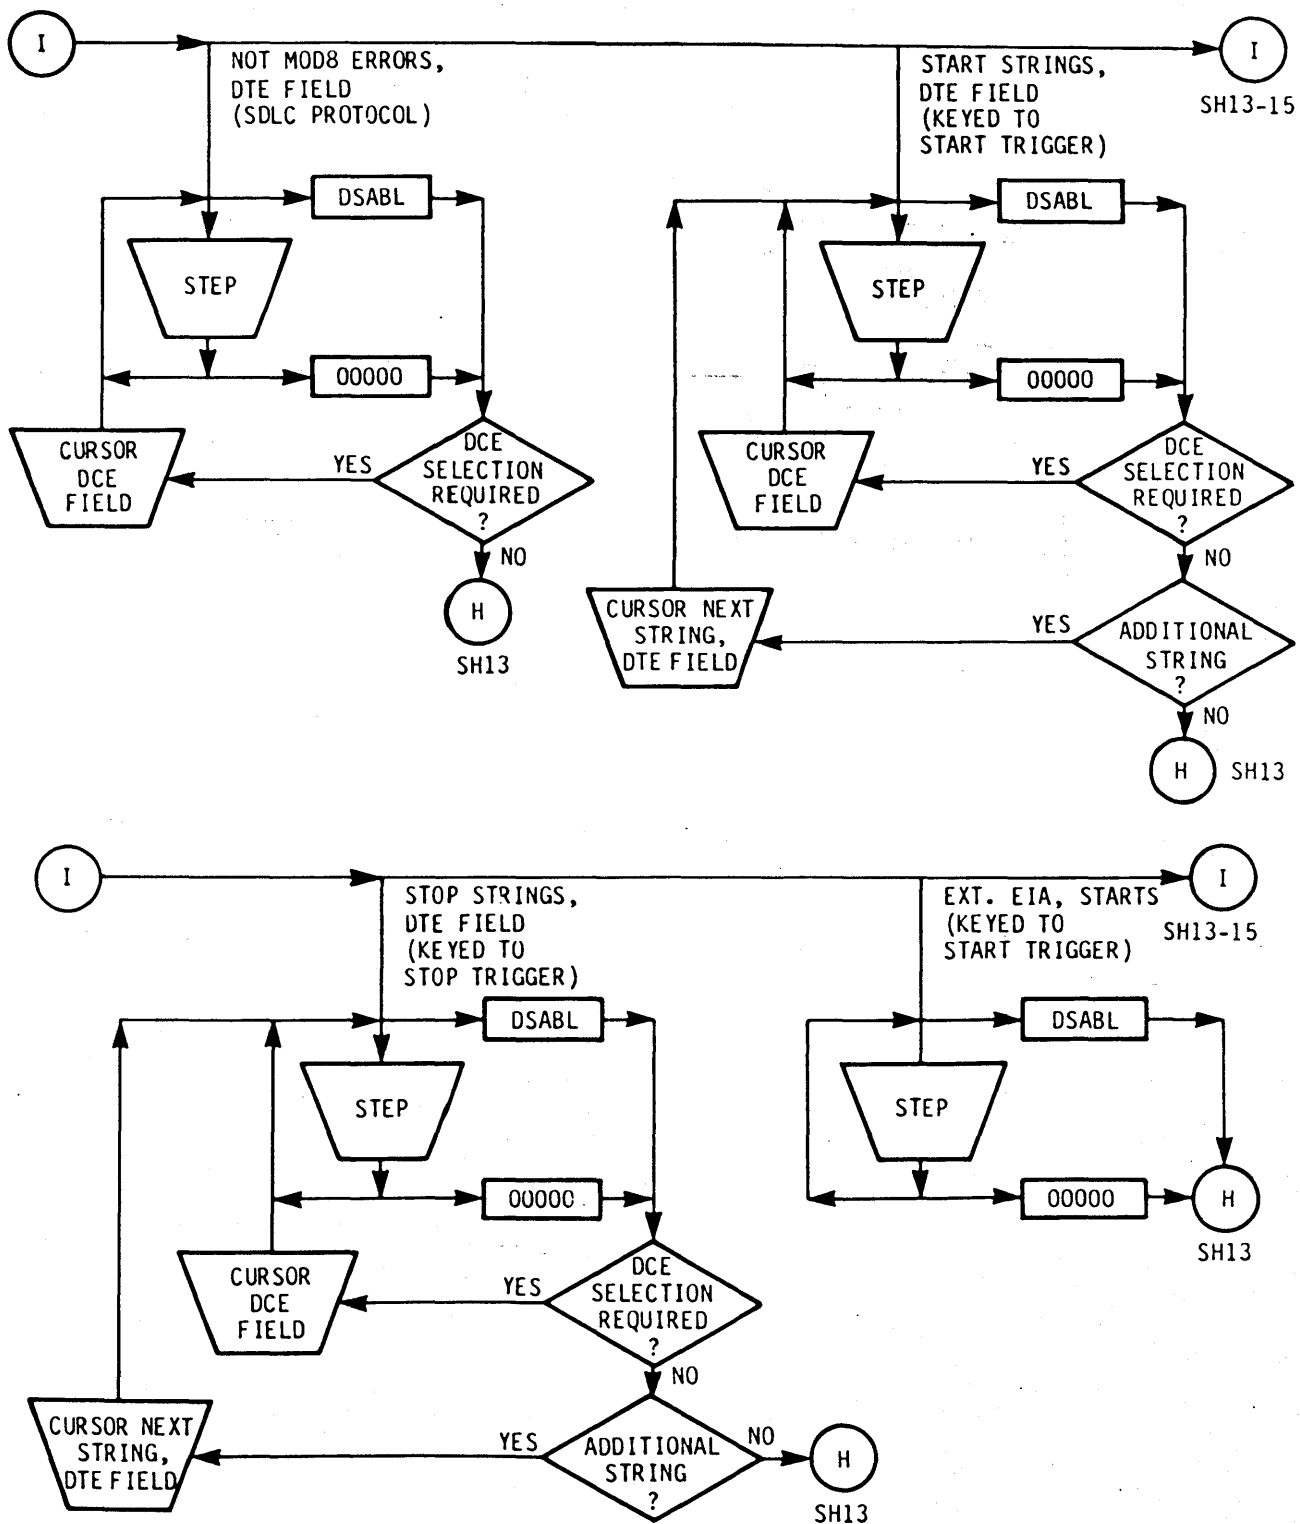 I
NOT MOD8 ERRORS,
DTE FIELD
(SDLC PROTOCOL)
START STRINGS,
DTE FIELD
(KEYED TO
START TRIGGER)
I
SH13-15
DSABL
STEP
00000
CURSOR
DCE
FIELD
YES
DCE
SELECTION
REQUIRED
?
NO
H
SH13
DSABL
STEP
00000
CURSOR
DCE
FIELD
YES
DCE
SELECTION
REQUIRED
?
NO
CURSOR NEXT
STRING,
DTE FIELD
YES
ADDITIONAL
STRING
?
NO
H
SH13
I
STOP STRINGS,
DTE FIELD
(KEYED TO
STOP TRIGGER)
EXT. EIA, STARTS
(KEYED TO
START TRIGGER)
I
SH13-15
DSABL
STEP
00000
CURSOR
DCE
FIELD
YES
DCE
SELECTION
REQUIRED
?
NO
CURSOR NEXT
STRING,
DTE FIELD
YES
ADDITIONAL
STRING
?
NO
H
SH13
DSABL
STEP
00000
H
SH13